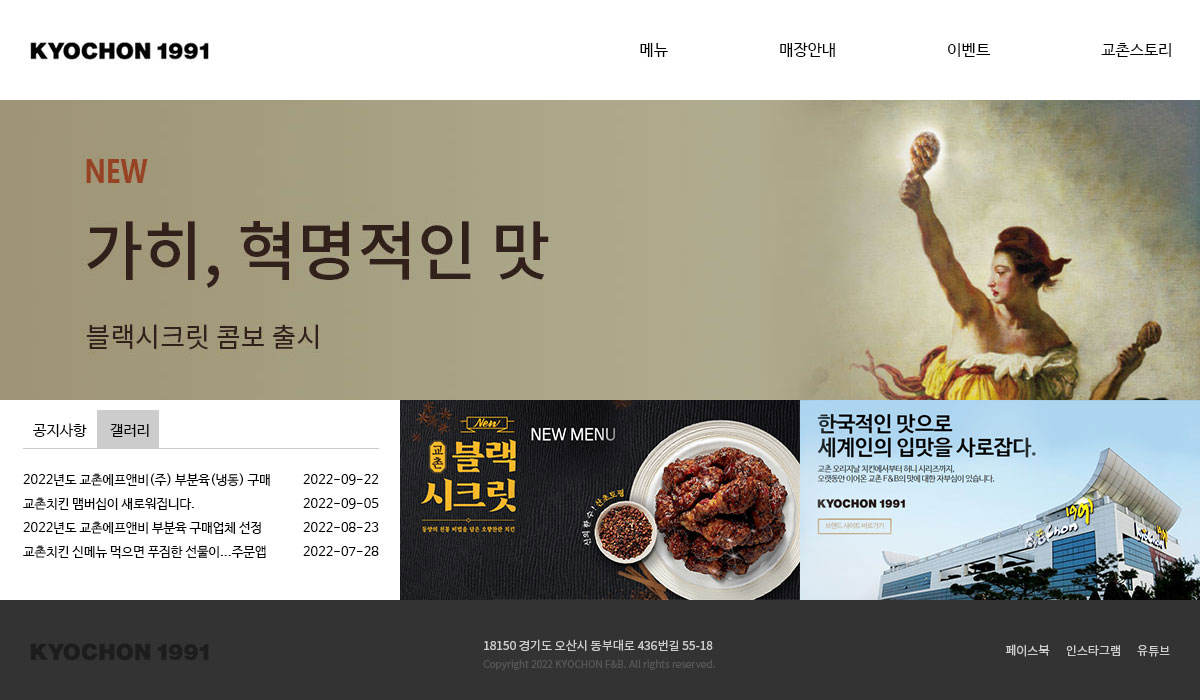 KYOCHON 1991
메뉴
매장안내
이벤트
교촌스토리
NEW
가히, 혁명적인 맛
블랙시크릿 콤보 출시
공지사항
갤러리
2022년도 교촌에프앤비(주) 부분육(냉동) 구매 2022-09-22
교촌치킨 맴버십이 새로워집니다. 2022-09-05
2022년도 교촌에프앤비 부분육 구매업체 선정 2022-08-23
교촌치킨 신메뉴 먹으면 푸짐한 선물이...주문앱 2022-07-28
New
교촌
블랙
시크릿
동양의 전통 비법을 담은 오향찬란 치킨
NEW MENU
신의 한 수! 산초토핑
한국적인 맛으로
세계인의 입맛을 사로잡다.
교촌 오리지날 치킨에서부터 허니 시리즈까지,
오랫동안 이어온 교촌 F&B의 맛에 대한 자부심이 있습니다.
KYOCHON 1991
브랜드 사이트 바로가기
KyoChon 1991
KYOCHON 1991
18150 경기도 오산시 동부대로 436번길 55-18
Copyright 2022 KYOCHON F&B. All rights reserved.
페이스북
인스타그램
유튜브